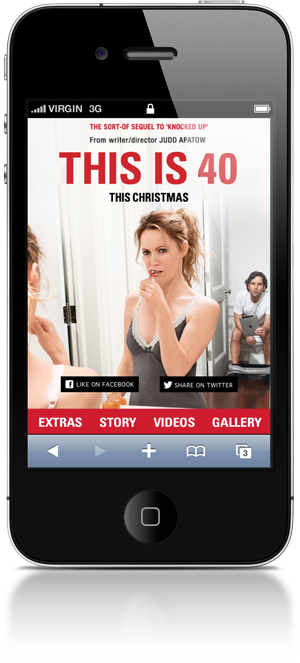 VIRGIN 3G
THE SORT-OF SEQUEL TO 'KNOCKED UP'
From writer/director JUDD APATOW
THIS IS 40
THIS CHRISTMAS
f LIKE ON FACEBOOK
SHARE ON TWITTER
EXTRAS STORY VIDEOS GALLERY
3